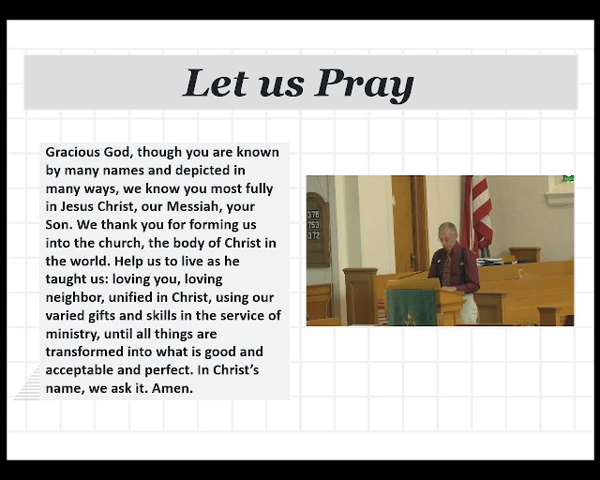 Let us Pray
Gracious God, though you are known
by many names and depicted in
many ways, we know you most fully
in Jesus Christ, our Messiah, your
Son. We thank you for forming us
into the church, the body of Christ in
the world. Help us to live as he
taught us: loving you, loving
neighbor, unified in Christ, using our
varied gifts and skills in the service of
ministry, until all things are
transformed into what is good and
acceptable and perfect. In Christ's
name, we ask it. Amen.
378
753
372